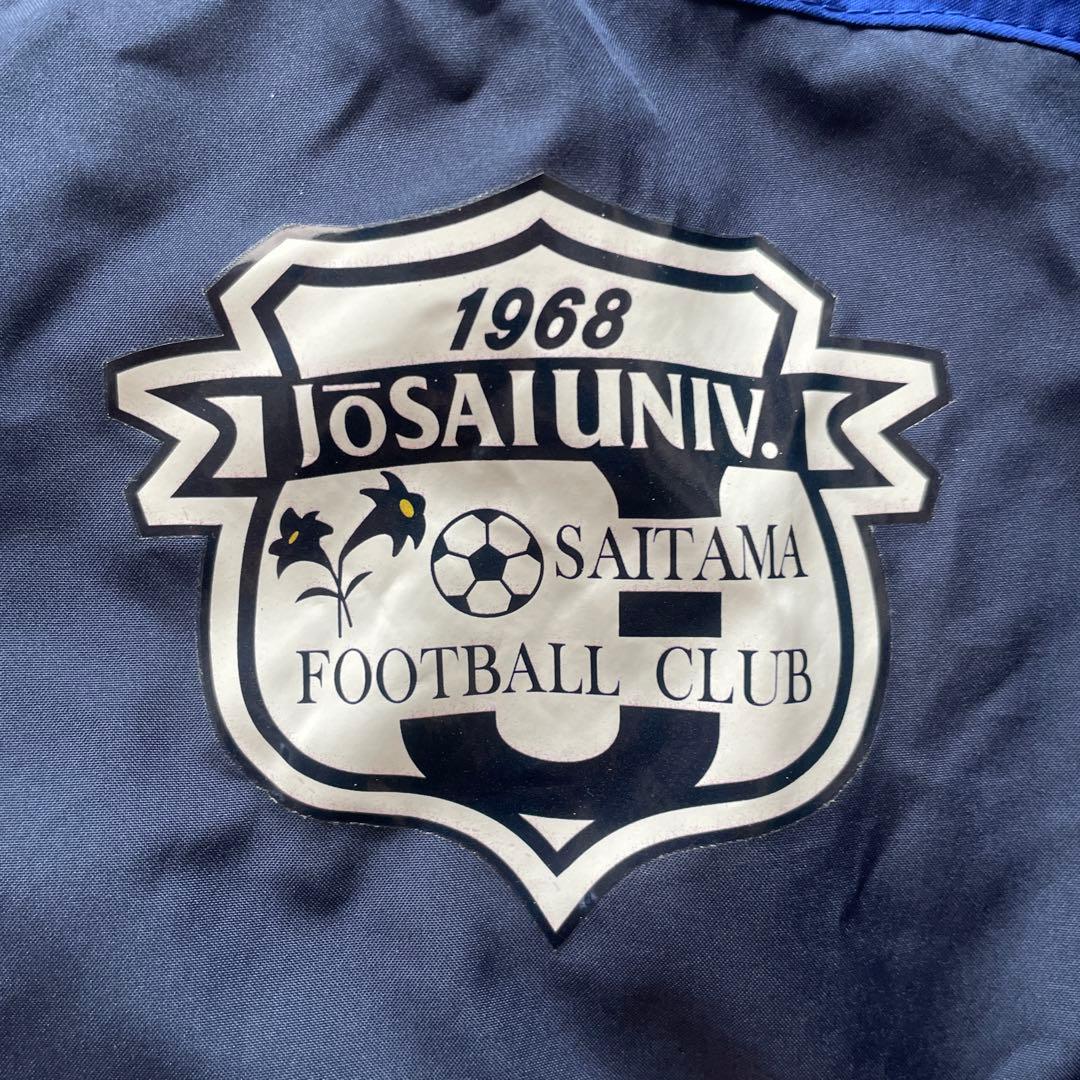 1968
JŌSAI UNIV.
SAITAMA
FOOTBALL CLUB